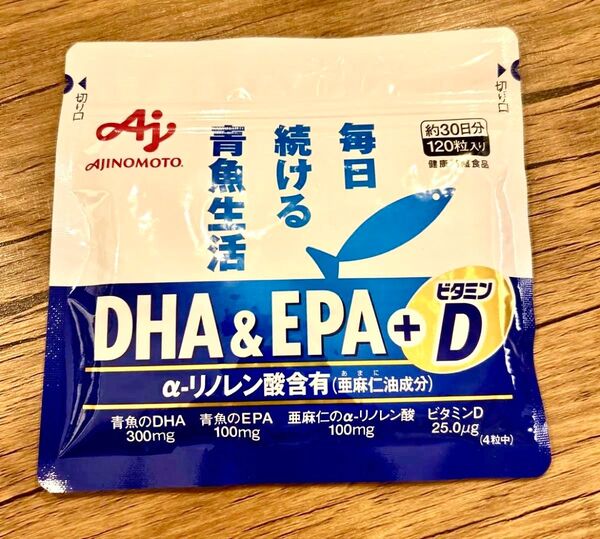 切り口
切り口
Aj
AJINOMOTO
毎日
続ける
青魚生活
約30日分
120粒入り
健康補給食品
DHA & EPA + ビタミンD
α-リノレン酸含有(亜麻仁油成分)
あまに
青魚のDHA 青魚のEPA 亜麻仁のα-リノレン酸 ビタミンD
300mg 100mg 100mg 25.0μg (4粒中)